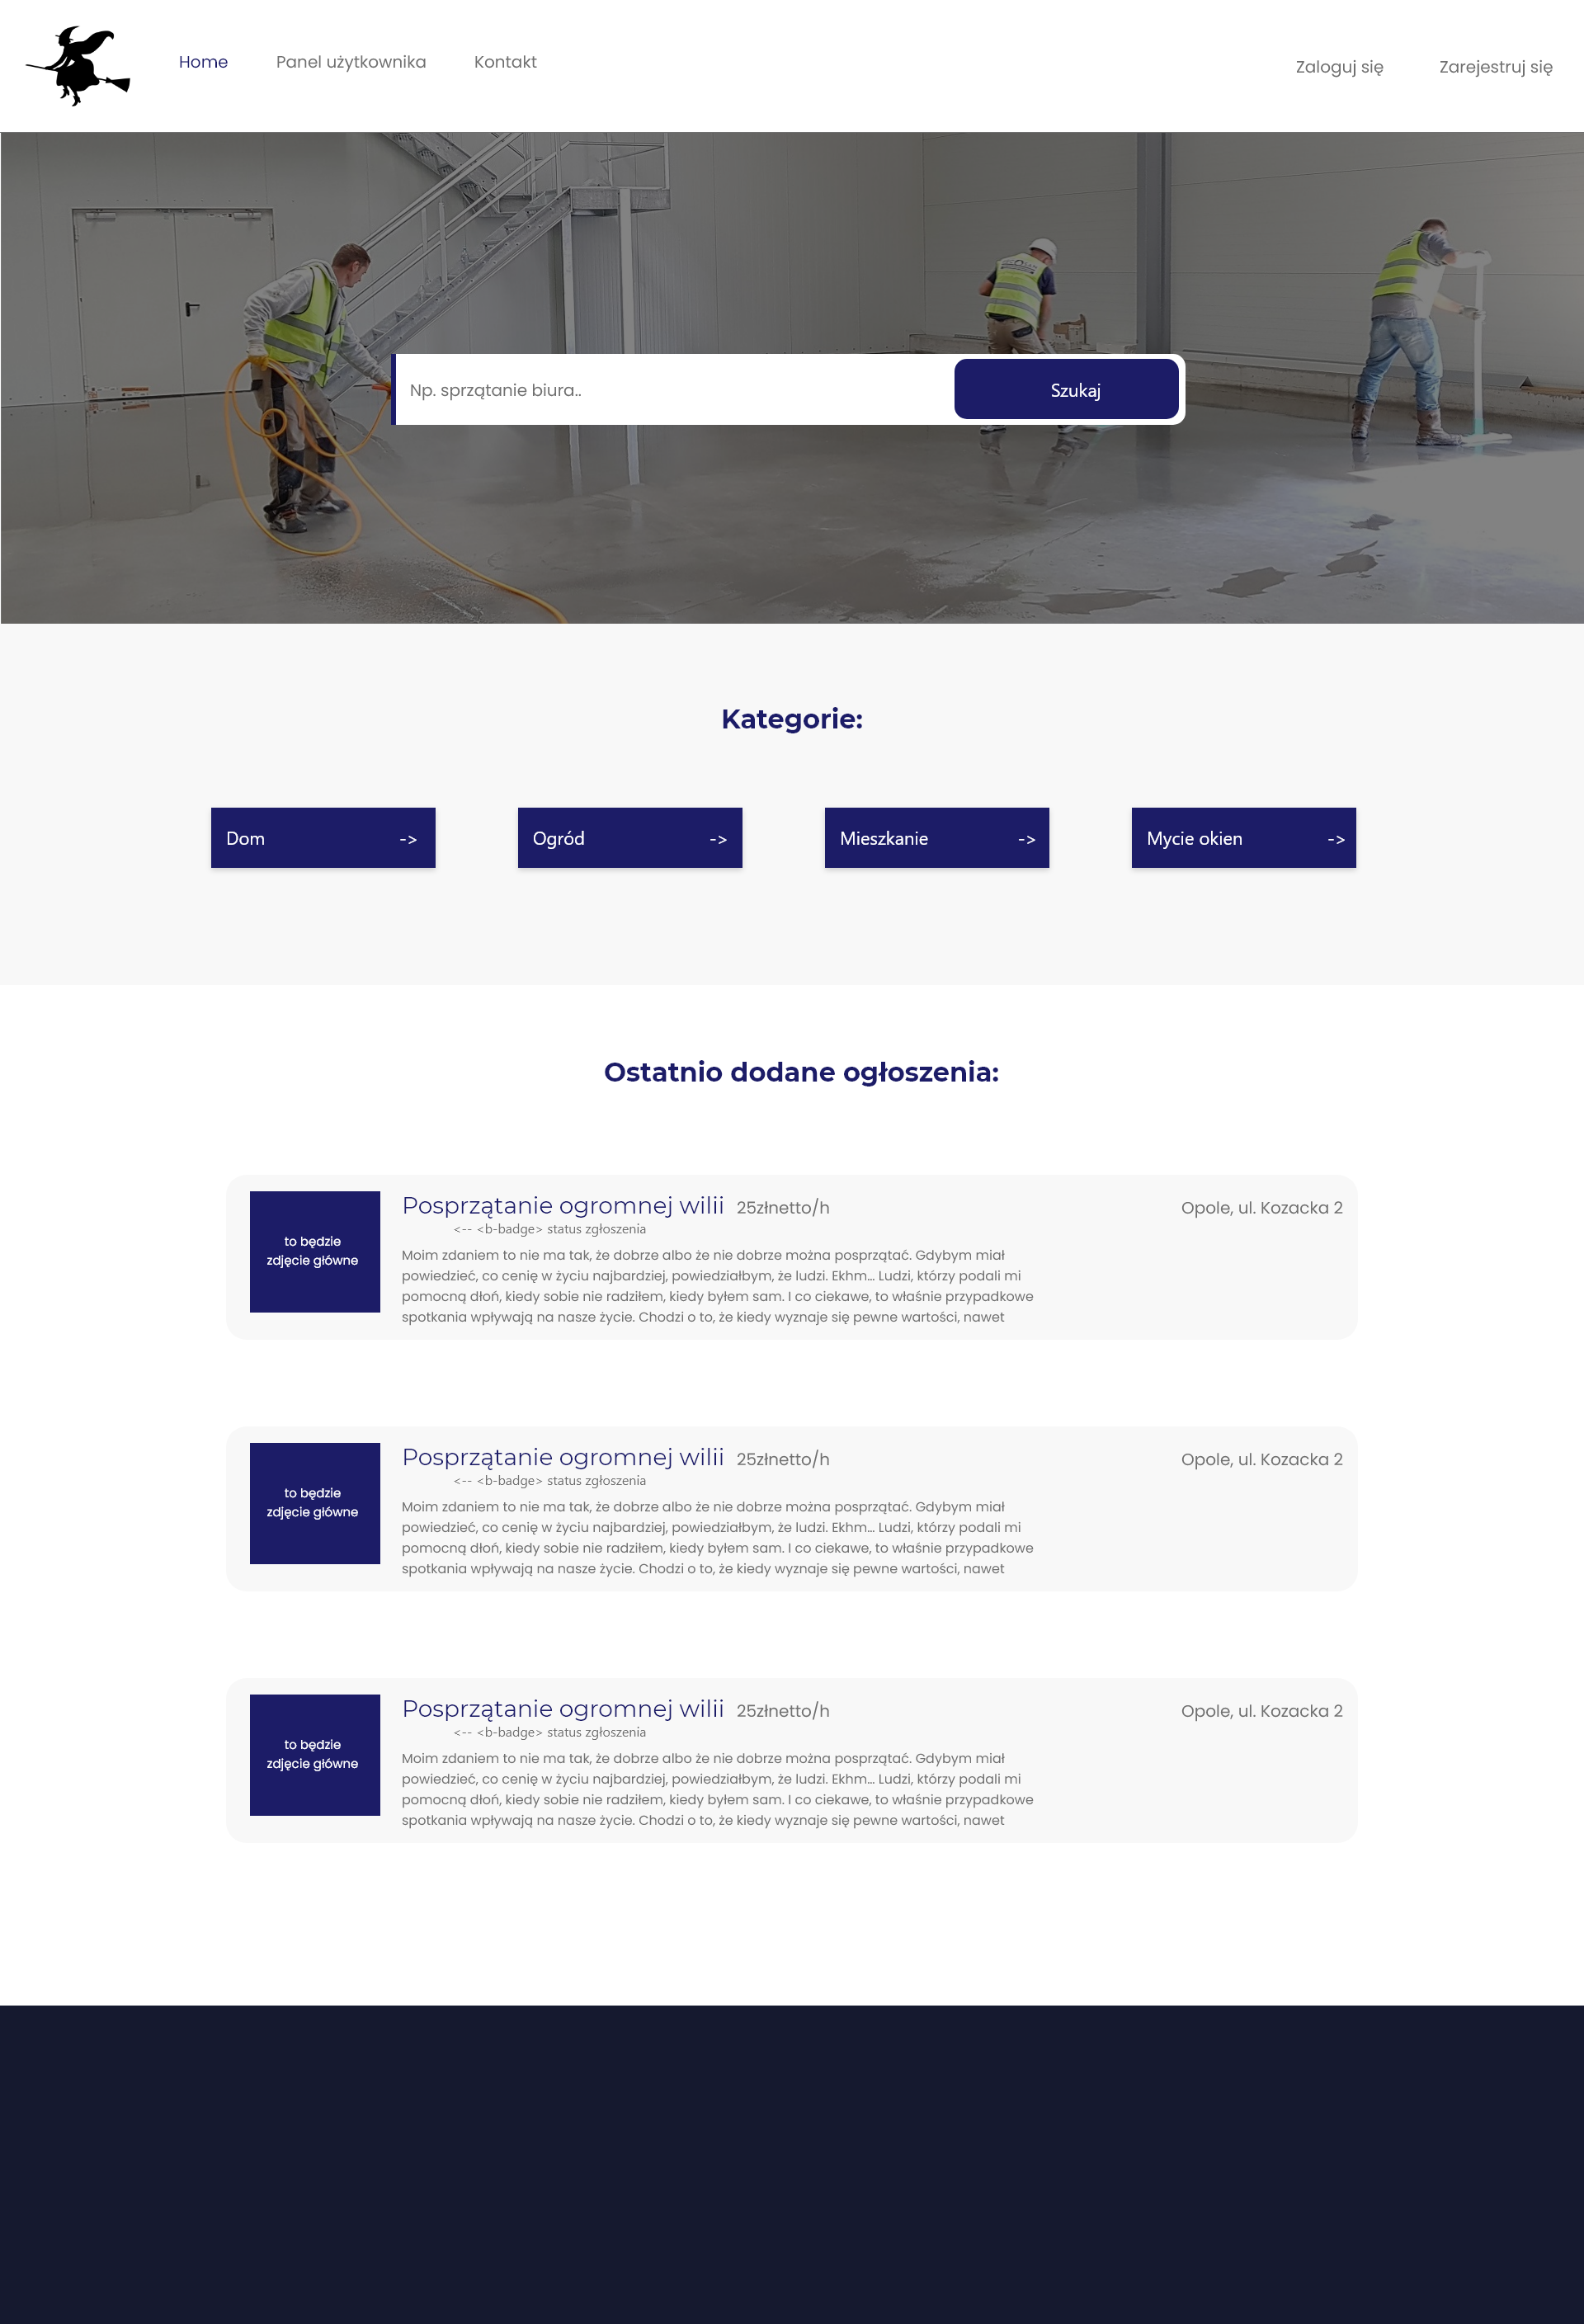 Home Panel użytkownika Kontakt Zaloguj się Zarejestruj się
Np. sprzątanie biura.. Szukaj
Kategorie:
Dom -> Ogród -> Mieszkanie -> Mycie okien ->
Ostatnio dodane ogłoszenia:
to będzie
zdjęcie główne
Posprzątanie ogromnej wilii 25złnetto/h Opole, ul. Kozacka 2
<-- <b-badge> status zgłoszenia
Moim zdaniem to nie ma tak, że dobrze albo że nie dobrze można posprzątać. Gdybym miał
powiedzieć, co cenię w życiu najbardziej, powiedziałbym, że ludzi. Ekhm... Ludzi, którzy podali mi
pomocną dłoń, kiedy sobie nie radziłem, kiedy byłem sam. I co ciekawe, to właśnie przypadkowe
spotkania wpływają na nasze życie. Chodzi o to, że kiedy wyznaje się pewne wartości, nawet
to będzie
zdjęcie główne
Posprzątanie ogromnej wilii 25złnetto/h Opole, ul. Kozacka 2
<-- <b-badge> status zgłoszenia
Moim zdaniem to nie ma tak, że dobrze albo że nie dobrze można posprzątać. Gdybym miał
powiedzieć, co cenię w życiu najbardziej, powiedziałbym, że ludzi. Ekhm... Ludzi, którzy podali mi
pomocną dłoń, kiedy sobie nie radziłem, kiedy byłem sam. I co ciekawe, to właśnie przypadkowe
spotkania wpływają na nasze życie. Chodzi o to, że kiedy wyznaje się pewne wartości, nawet
to będzie
zdjęcie główne
Posprzątanie ogromnej wilii 25złnetto/h Opole, ul. Kozacka 2
<-- <b-badge> status zgłoszenia
Moim zdaniem to nie ma tak, że dobrze albo że nie dobrze można posprzątać. Gdybym miał
powiedzieć, co cenię w życiu najbardziej, powiedziałbym, że ludzi. Ekhm... Ludzi, którzy podali mi
pomocną dłoń, kiedy sobie nie radziłem, kiedy byłem sam. I co ciekawe, to właśnie przypadkowe
spotkania wpływają na nasze życie. Chodzi o to, że kiedy wyznaje się pewne wartości, nawet